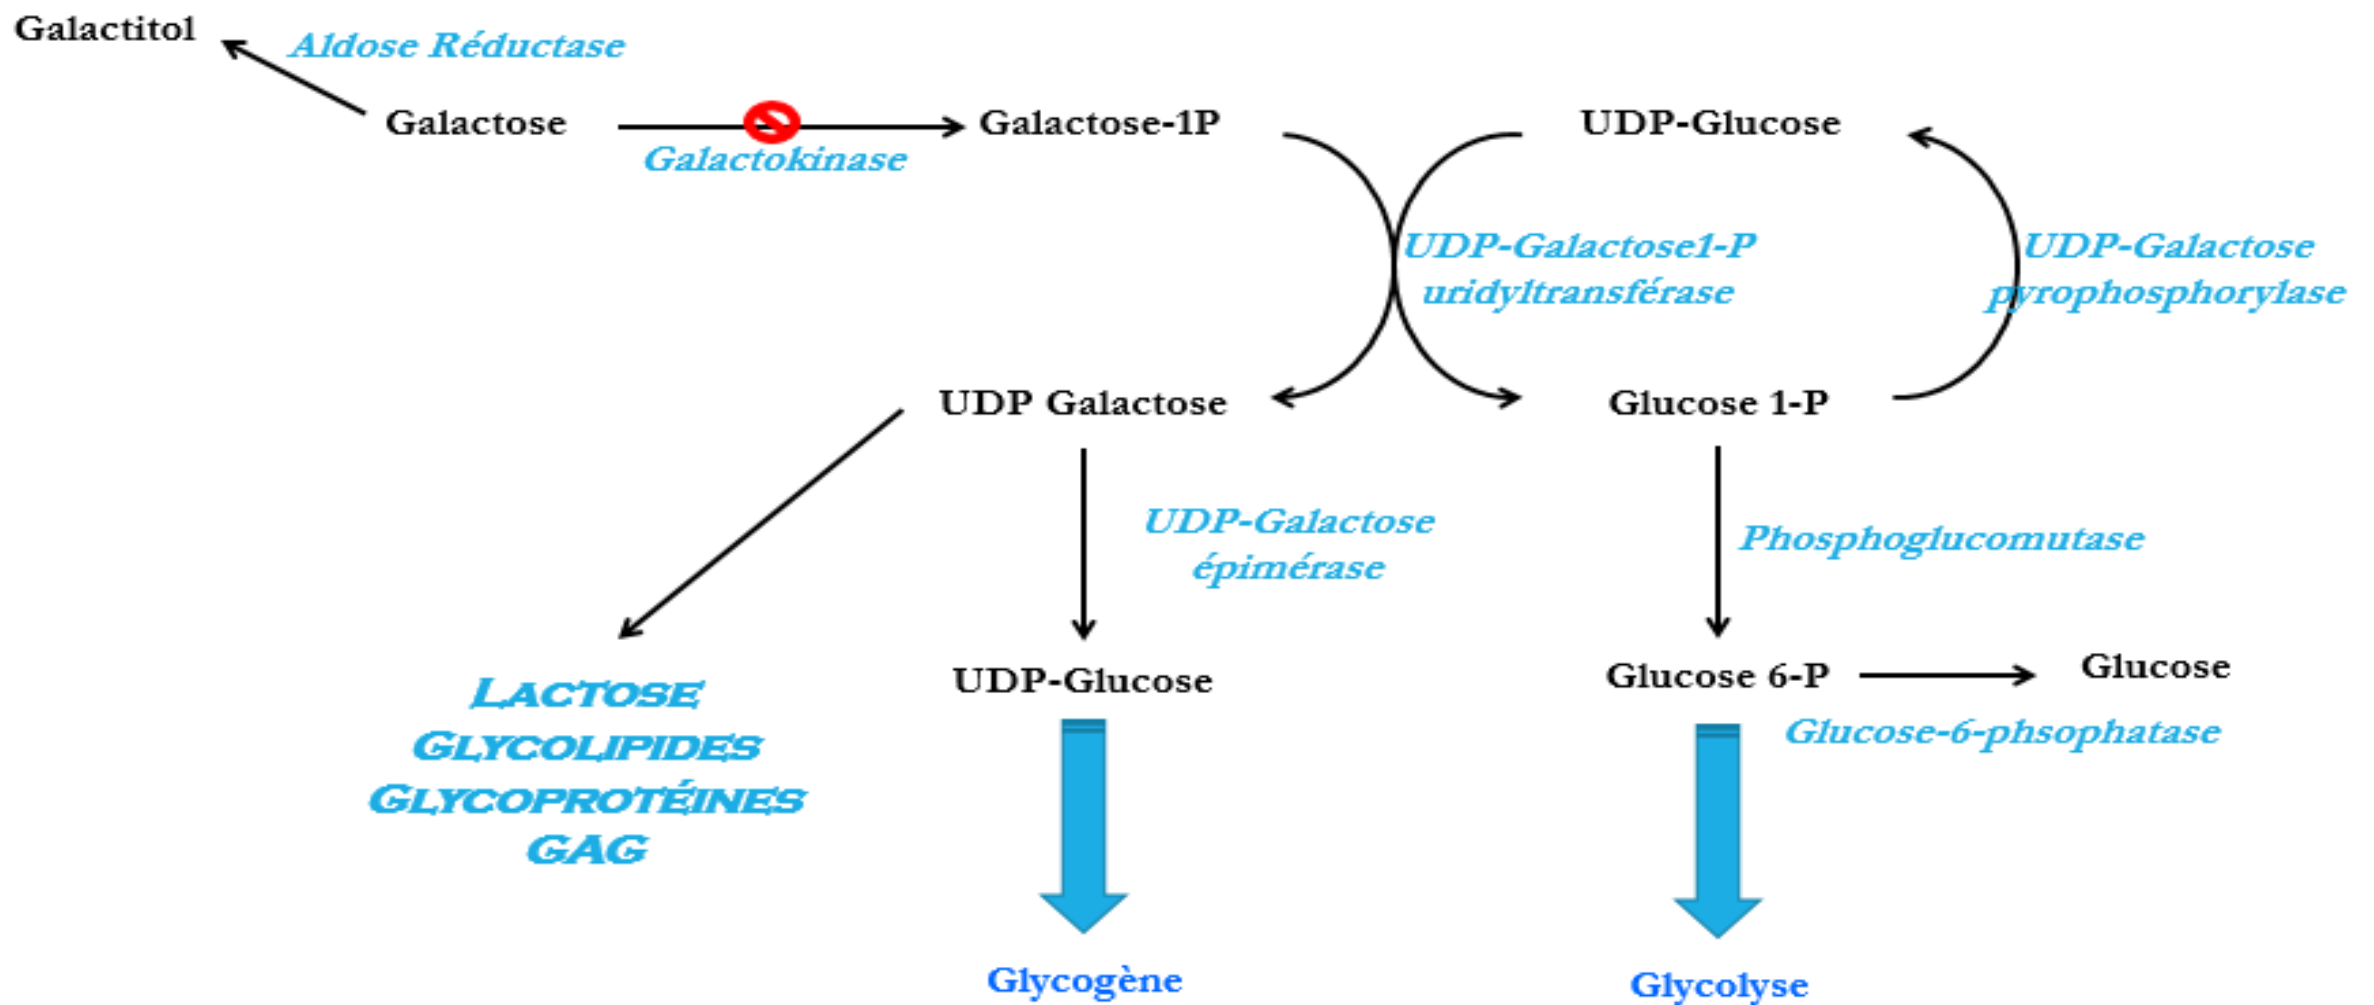 Galactitol
Aldose Réductase
Galactose
Galactokinase
Galactose-1P
UDP-Glucose
UDP-Galactose1-P
uridyltransférase
UDP-Galactose
pyrophosphorylase
UDP Galactose
Glucose 1-P
UDP-Galactose
épimérase
Phosphoglucomutase
LACTOSE
GLYCOLIPIDES
GLYCOPROTÉINES
GAG
UDP-Glucose
Glucose 6-P
Glucose
Glucose-6-phsophatase
Glycogène
Glycolyse